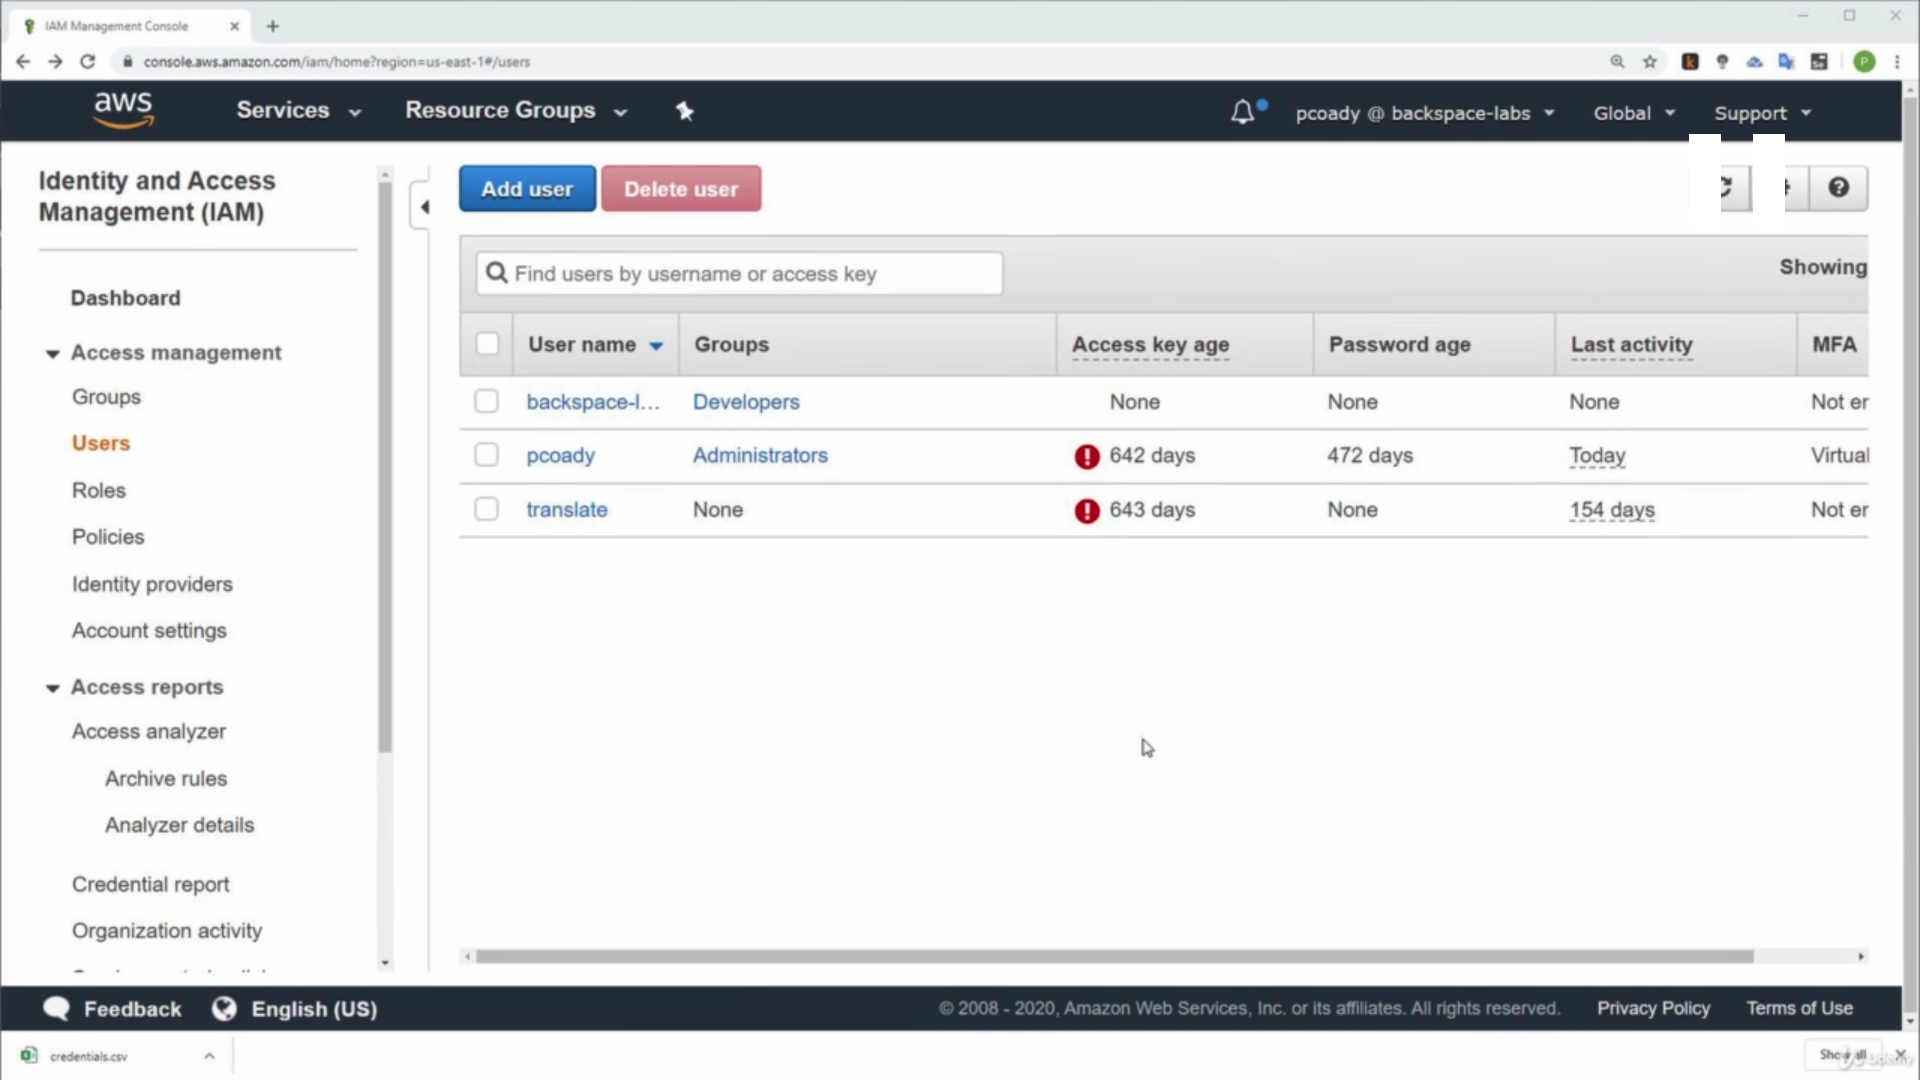 IAM Management Console
console.aws.amazon.com/iam/home?region=us-east-1#/users
aws
Services
Resource Groups
pcoady @ backspace-labs
Global
Support
Identity and Access
Management (IAM)
Dashboard
Access management
Groups
Users
Roles
Policies
Identity providers
Account settings
Access reports
Access analyzer
Archive rules
Analyzer details
Credential report
Organization activity
Add user
Delete user
Find users by username or access key
Showing
User name Groups Access key age Password age Last activity MFA
backspace-l... Developers None None None Not er
pcoady Administrators 642 days 472 days Today Virtual
translate None 643 days None 154 days Not er
Feedback
English (US)
© 2008 - 2020, Amazon Web Services, Inc. or its affiliates. All rights reserved.
Privacy Policy
Terms of Use
credentials.csv
Show all
Udemy